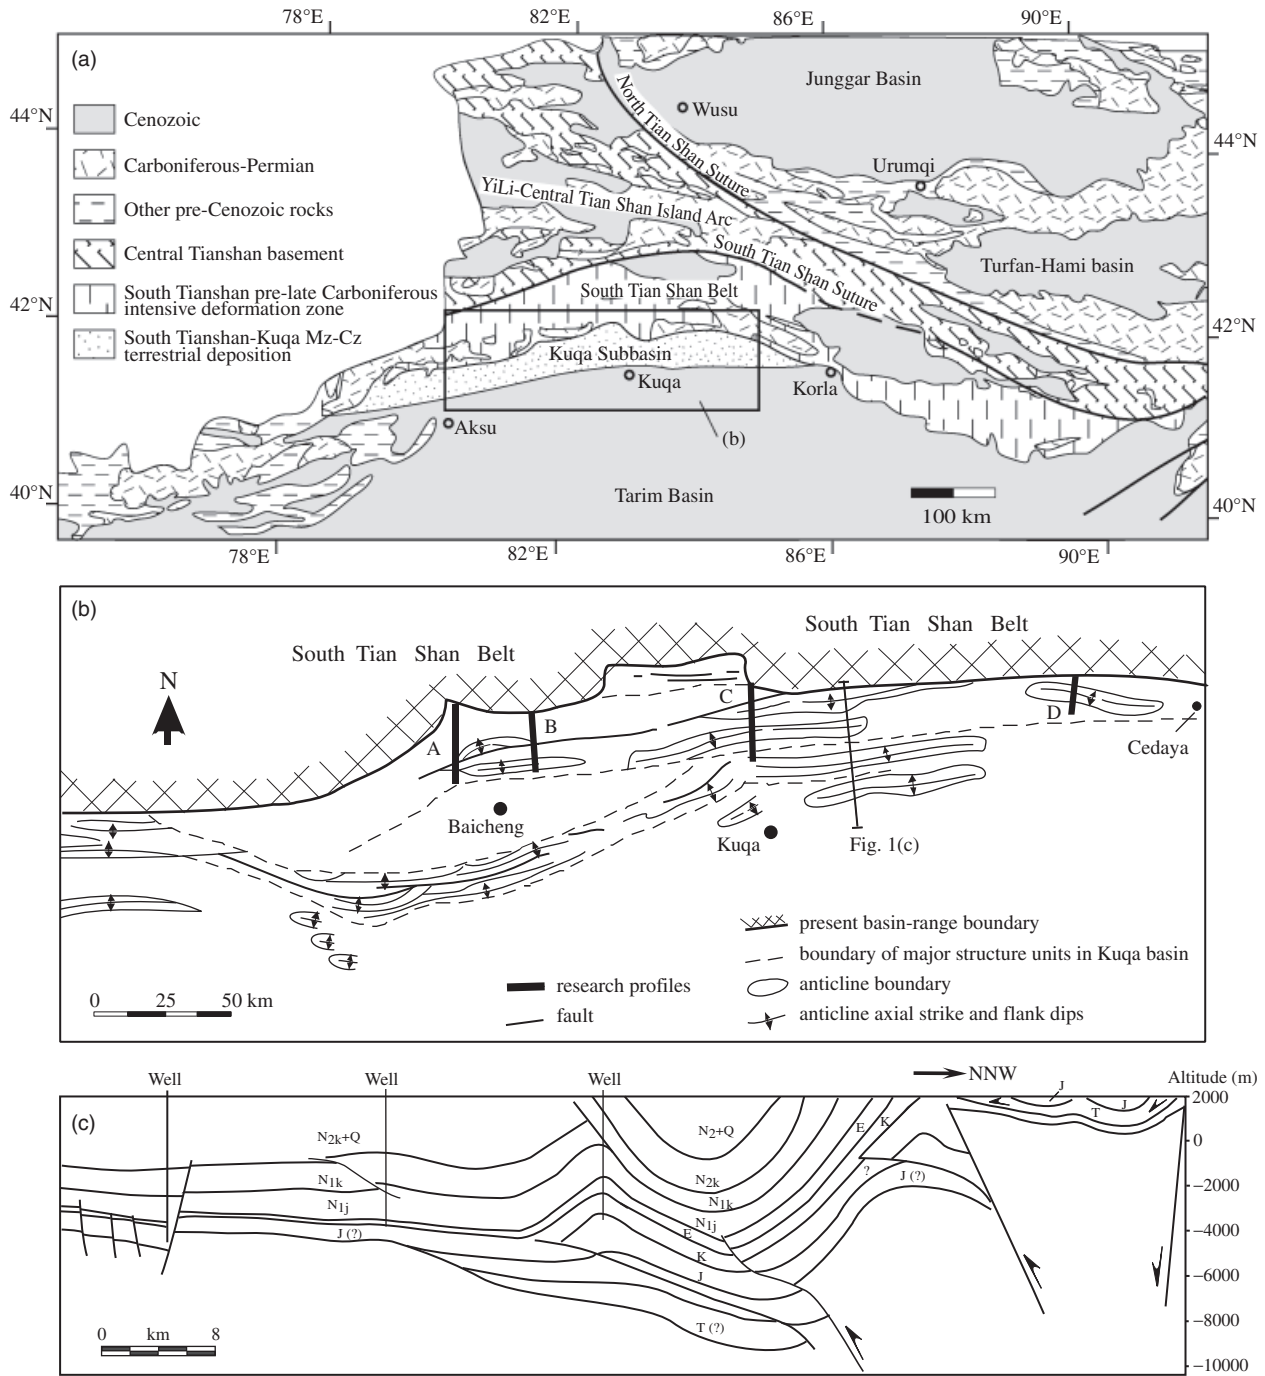 78°E 82°E 86°E 90°E
(a)
Junggar Basin
Cenozoic
Wusu
44°N
44°N
North Tian Shan Suture
Carboniferous-Permian
Urumqi
YiLi-Central Tian Shan Island Arc
Other pre-Cenozoic rocks
Central Tianshan basement
South Tian Shan Suture
Turfan-Hami basin
South Tianshan pre-late Carboniferous
intensive deformation zone
South Tian Shan Belt
42°N
42°N
South Tianshan-Kuqa Mz-Cz
terrestrial deposition
Kuqa Subbasin
Kuqa
Korla
Aksu
(b)
40°N
Tarim Basin
40°N
100 km
78°E 82°E 86°E 90°E
(b)
South Tian Shan Belt
South Tian Shan Belt
N
A
B
C
D
Cedaya
Baicheng
Kuqa
Fig. 1(c)
present basin-range boundary
boundary of major structure units in Kuqa basin
research profiles
anticline boundary
fault
anticline axial strike and flank dips
0 25 50 km
Well Well Well
NNW
Altitude (m)
(c)
J
2000
T
J
N2k+Q
N2+Q
E
K
0
?
J (?)
N1k
N2k
−2000
N1j
N1k
N1j
−4000
J (?)
E
K
J
−6000
T (?)
−8000
0 km 8
−10000